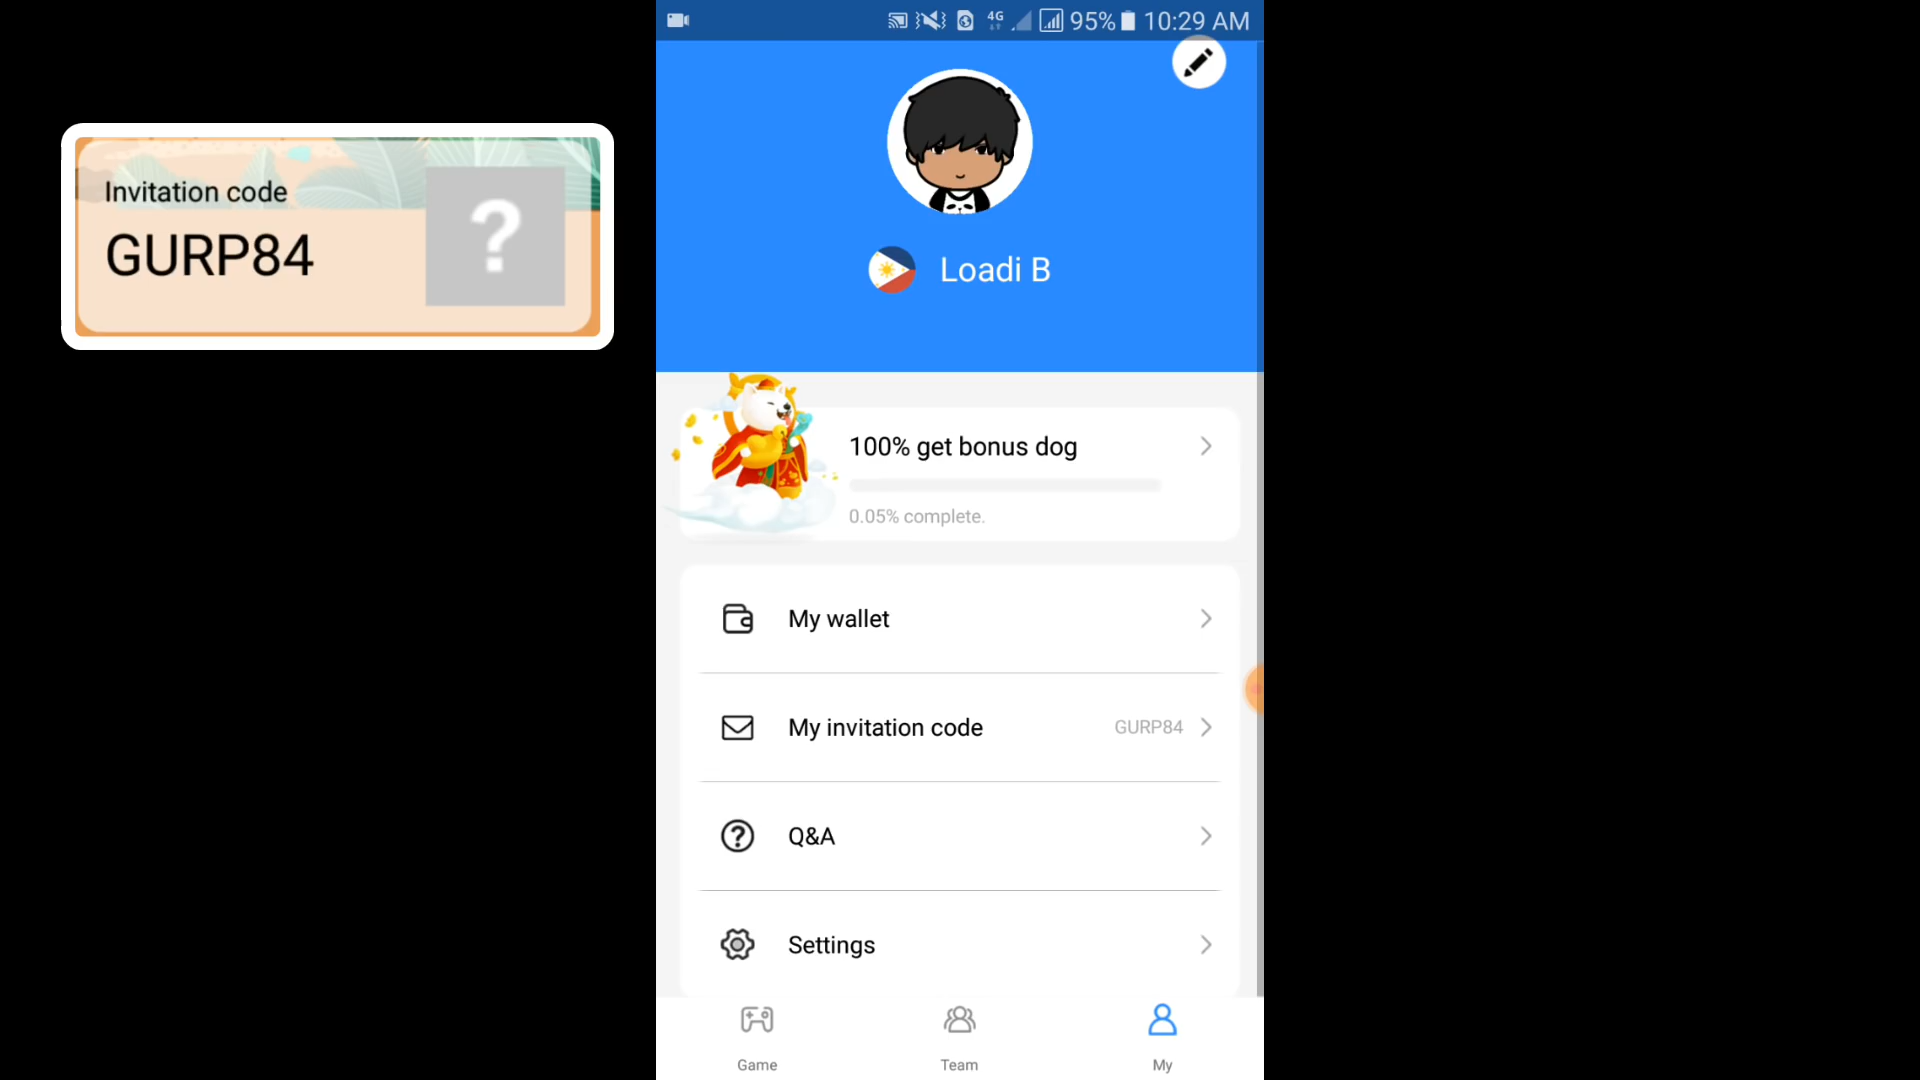 4G 95% 10:29 AM
Invitation code
GURP84
?
Loadi B
100% get bonus dog
0.05% complete.
My wallet
My invitation code GURP84
Q&A
Settings
Game Team My